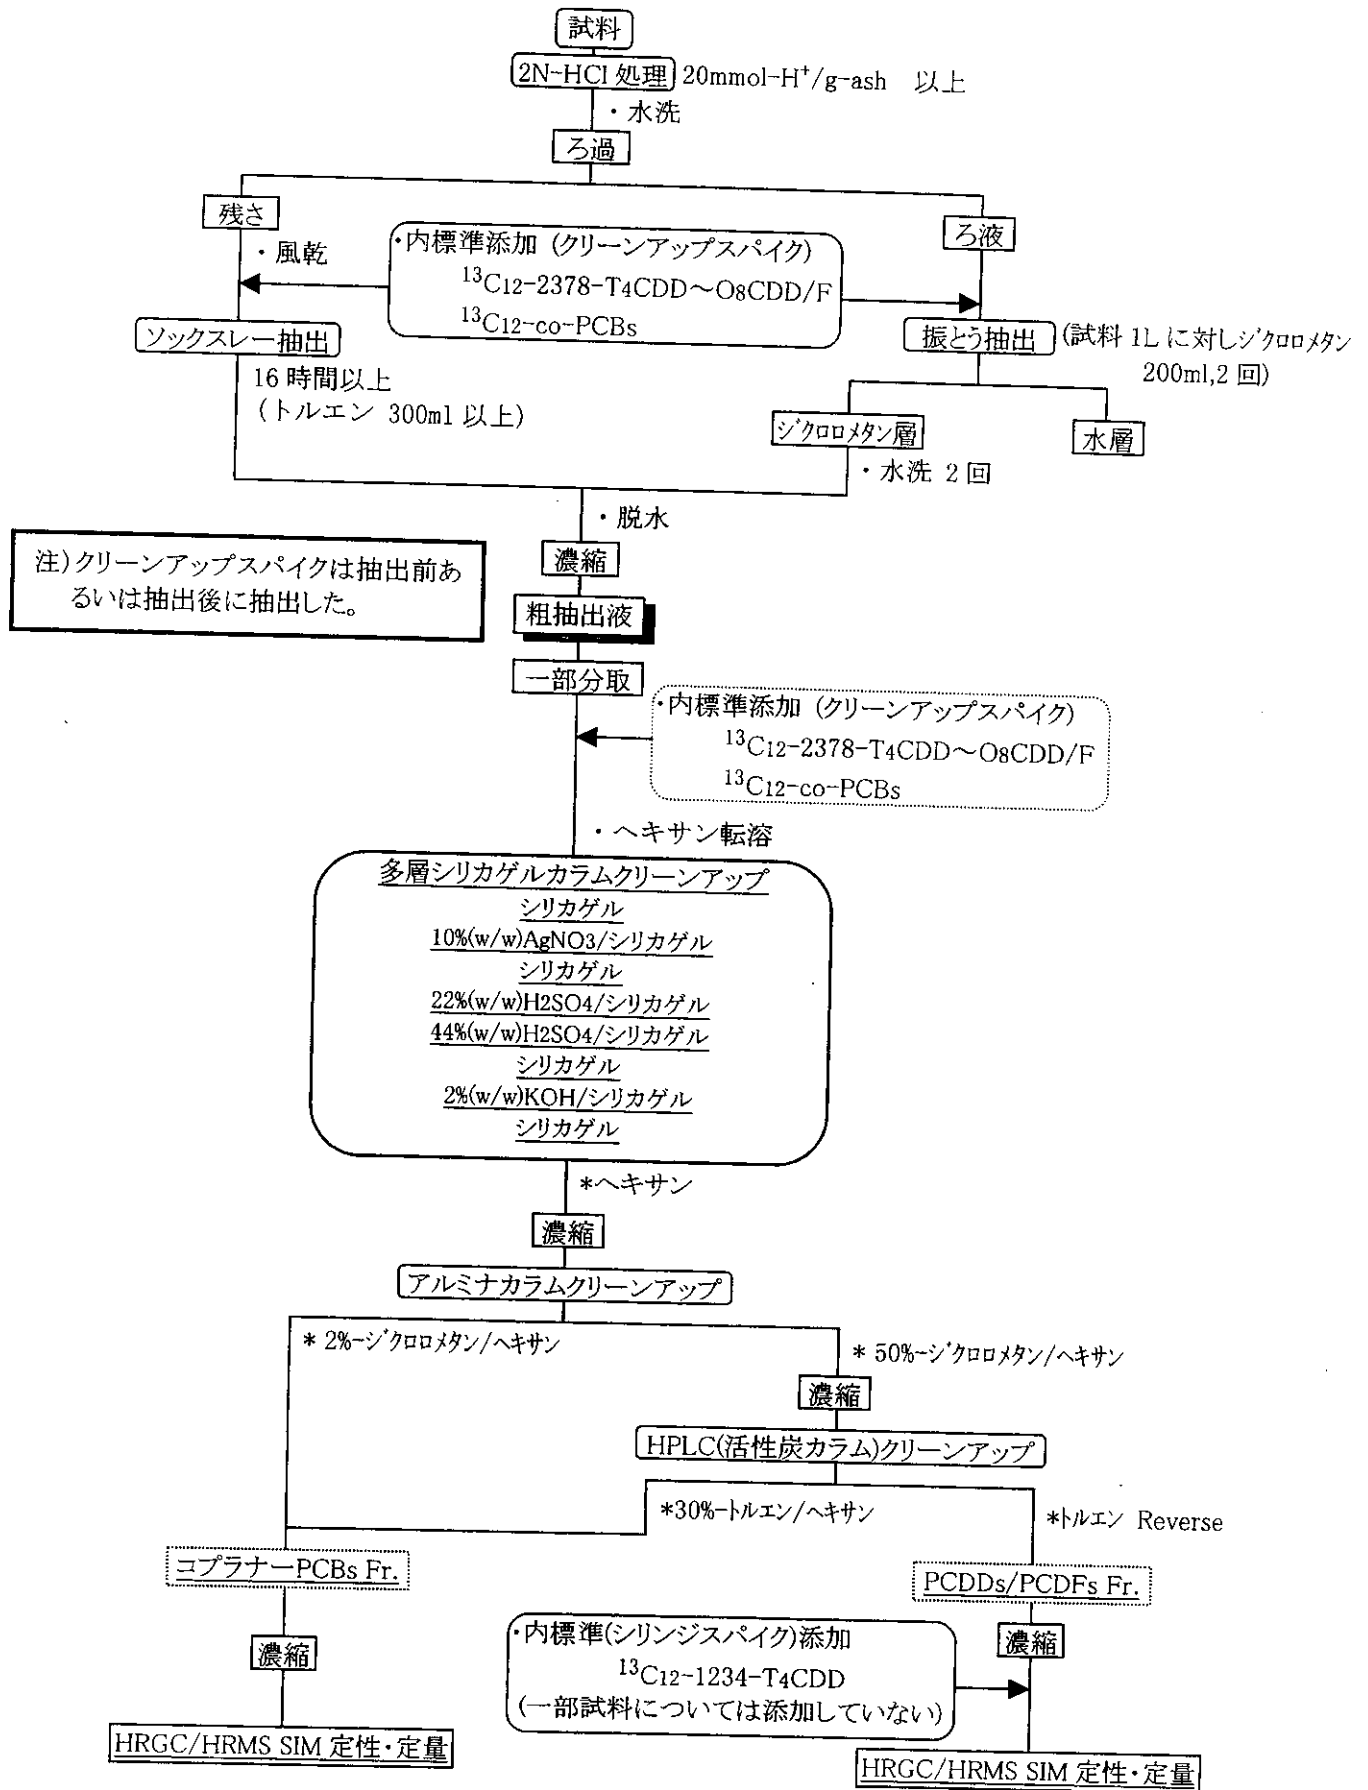 試料
2N-HCl 処理 20mmol-H⁺/g-ash 以上
・水洗
ろ過
残さ
ろ液
・風乾
・内標準添加 (クリーンアップスパイク)
¹³C12-2378-T4CDD～O8CDD/F
¹³C12-co-PCBs
ソックスレー抽出
16 時間以上
(トルエン 300ml 以上)
振とう抽出 (試料 1L に対しジクロロメタン
200ml,2 回)
ジクロロメタン層
水層
・水洗 2 回
・脱水
濃縮
注)クリーンアップスパイクは抽出前あ
るいは抽出後に抽出した。
粗抽出液
一部分取
・内標準添加 (クリーンアップスパイク)
¹³C12-2378-T4CDD～O8CDD/F
¹³C12-co-PCBs
・ヘキサン転溶
多層シリカゲルカラムクリーンアップ
シリカゲル
10%(w/w)AgNO3/シリカゲル
シリカゲル
22%(w/w)H2SO4/シリカゲル
44%(w/w)H2SO4/シリカゲル
シリカゲル
2%(w/w)KOH/シリカゲル
シリカゲル
*ヘキサン
濃縮
アルミナカラムクリーンアップ
* 2%-ジクロロメタン/ヘキサン
* 50%-ジクロロメタン/ヘキサン
濃縮
HPLC(活性炭カラム)クリーンアップ
*30%-トルエン/ヘキサン
*トルエン Reverse
コプラナーPCBs Fr.
PCDDs/PCDFs Fr.
濃縮
・内標準(シリンジスパイク)添加
¹³C12-1234-T4CDD
(一部試料については添加していない)
濃縮
HRGC/HRMS SIM 定性・定量
HRGC/HRMS SIM 定性・定量